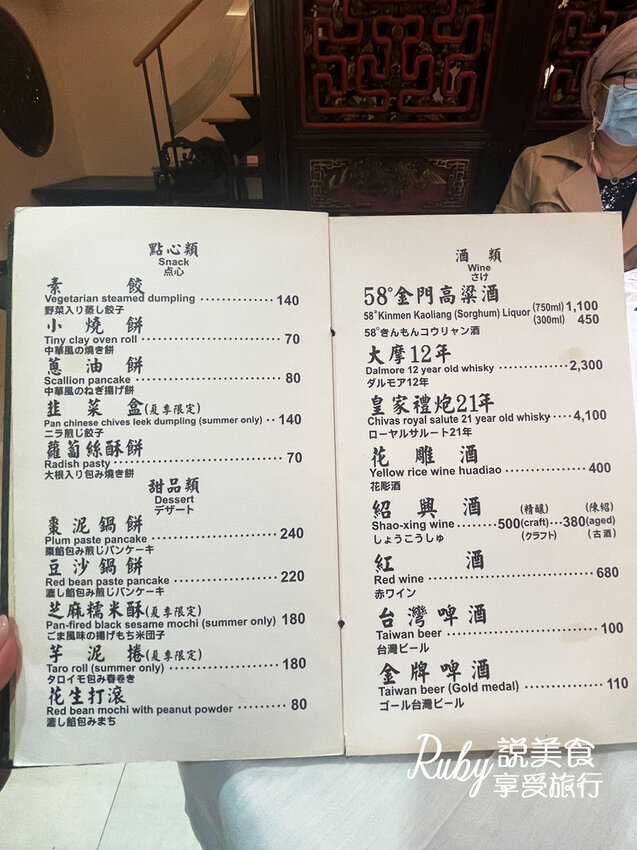 點心類
Snack
点心
素餃
Vegetarian steamed dumpling 140
野菜入り蒸し餃子
小燒餅
Tiny clay oven roll 70
中華風の焼き餅
蔥油餅
Scallion pancake 80
中華風のねぎ揚げ餅
韭菜盒(夏季限定)
Pan chinese chives leek dumpling (summer only) 140
ニラ煎じ餃子
蘿蔔絲酥餅
Radish pasty 70
大根入り包み焼き餅
甜品類
Dessert
デザート
棗泥鍋餅
Plum paste pancake 240
棗餡包み煎じパンケーキ
豆沙鍋餅
Red bean paste pancake 220
漉し餡包み煎じパンケーキ
芝麻糯米酥(夏季限定)
Pan-fired black sesame mochi (summer only) 180
ごま風味の揚げもち米団子
芋泥捲(夏季限定)
Taro roll (summer only) 180
タロイモ包み春巻き
花生打滾
Red bean mochi with peanut powder 80
漉し餡包みまち
酒類
Wine
さけ
58°金門高粱酒
58°Kinmen Kaoliang (Sorghum) Liquor (750ml) 1,100
(300ml) 450
58°きんもんコウリャン酒
大摩12年
Dalmore 12 year old whisky 2,300
ダルモア12年
皇家禮炮21年
Chivas royal salute 21 year old whisky 4,100
ローヤルサルート21年
花雕酒
Yellow rice wine huadiao 400
花彫酒
紹興酒 (精釀) (陳紹)
Shao-xing wine 500 (craft) 380 (aged)
しょうこうしゅ (クラフト) (古酒)
紅酒
Red wine 680
赤ワイン
台灣啤酒
Taiwan beer 100
台灣ビール
金牌啤酒
Taiwan beer (Gold medal) 110
ゴール台灣ビール
Ruby 說美食
享受旅行